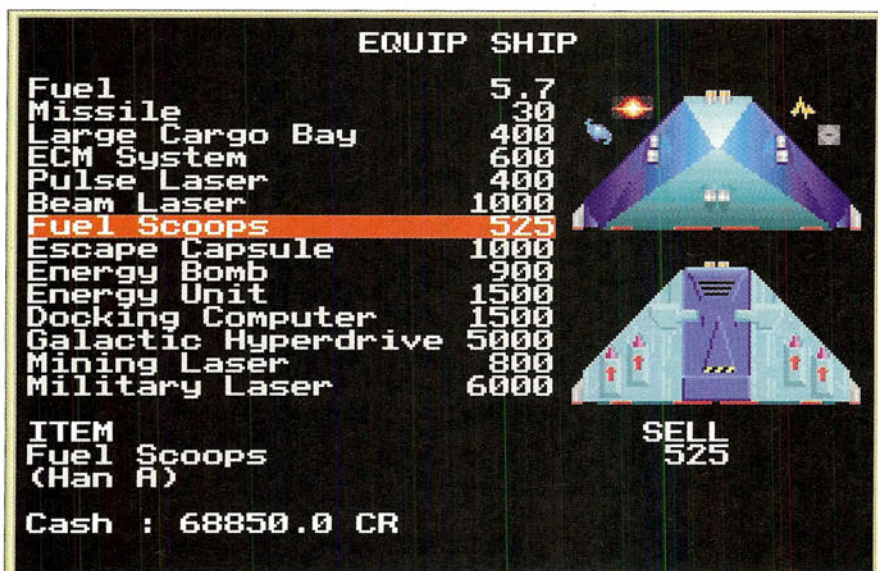 EQUIP SHIP
Fuel 5.7
Missile 30
Large Cargo Bay 400
ECM System 600
Pulse Laser 400
Beam Laser 1000
Fuel Scoops 525
Escape Capsule 1000
Energy Bomb 900
Energy Unit 1500
Docking Computer 1500
Galactic Hyperdrive 5000
Mining Laser 800
Military Laser 6000
ITEM SELL
Fuel Scoops 525
(Han A)
Cash : 68850.0 CR